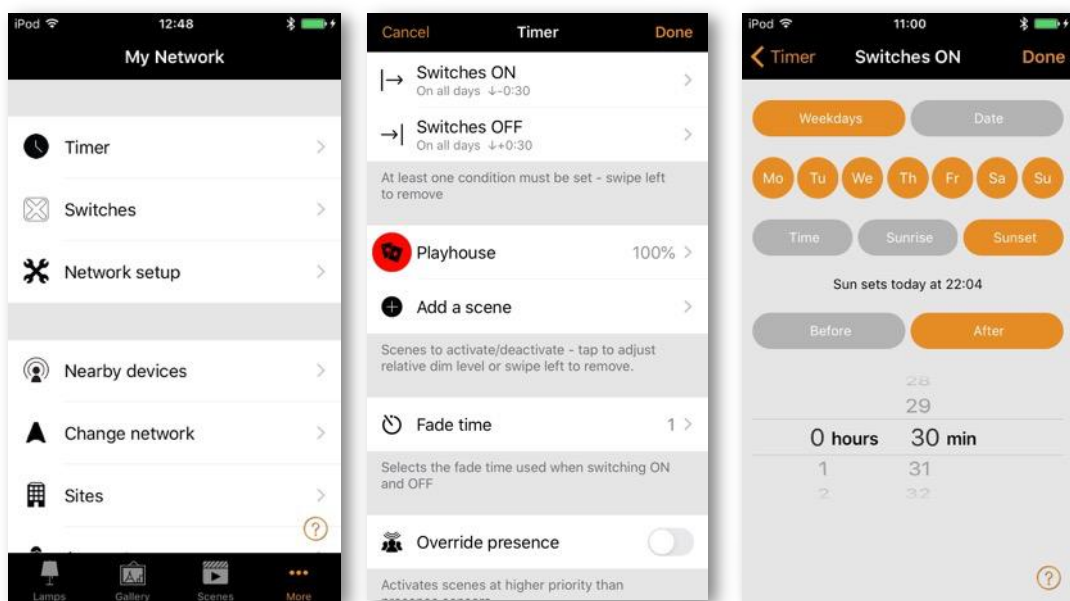 iPod 12:48
My Network
Timer
Switches
Network setup
Nearby devices
Change network
Sites
?
Lamps Gallery Scenes More
Cancel Timer Done
Switches ON
On all days ↓-0:30
Switches OFF
On all days ↓+0:30
At least one condition must be set - swipe left
to remove
Playhouse 100%
Add a scene
Scenes to activate/deactivate - tap to adjust
relative dim level or swipe left to remove.
Fade time 1
Selects the fade time used when switching ON
and OFF
Override presence
Activates scenes at higher priority than
iPod 11:00
Timer Switches ON Done
Weekdays Date
Mo Tu We Th Fr Sa Su
Time Sunrise Sunset
Sun sets today at 22:04
Before After
28
29
0 hours 30 min
1 31
2 32
?